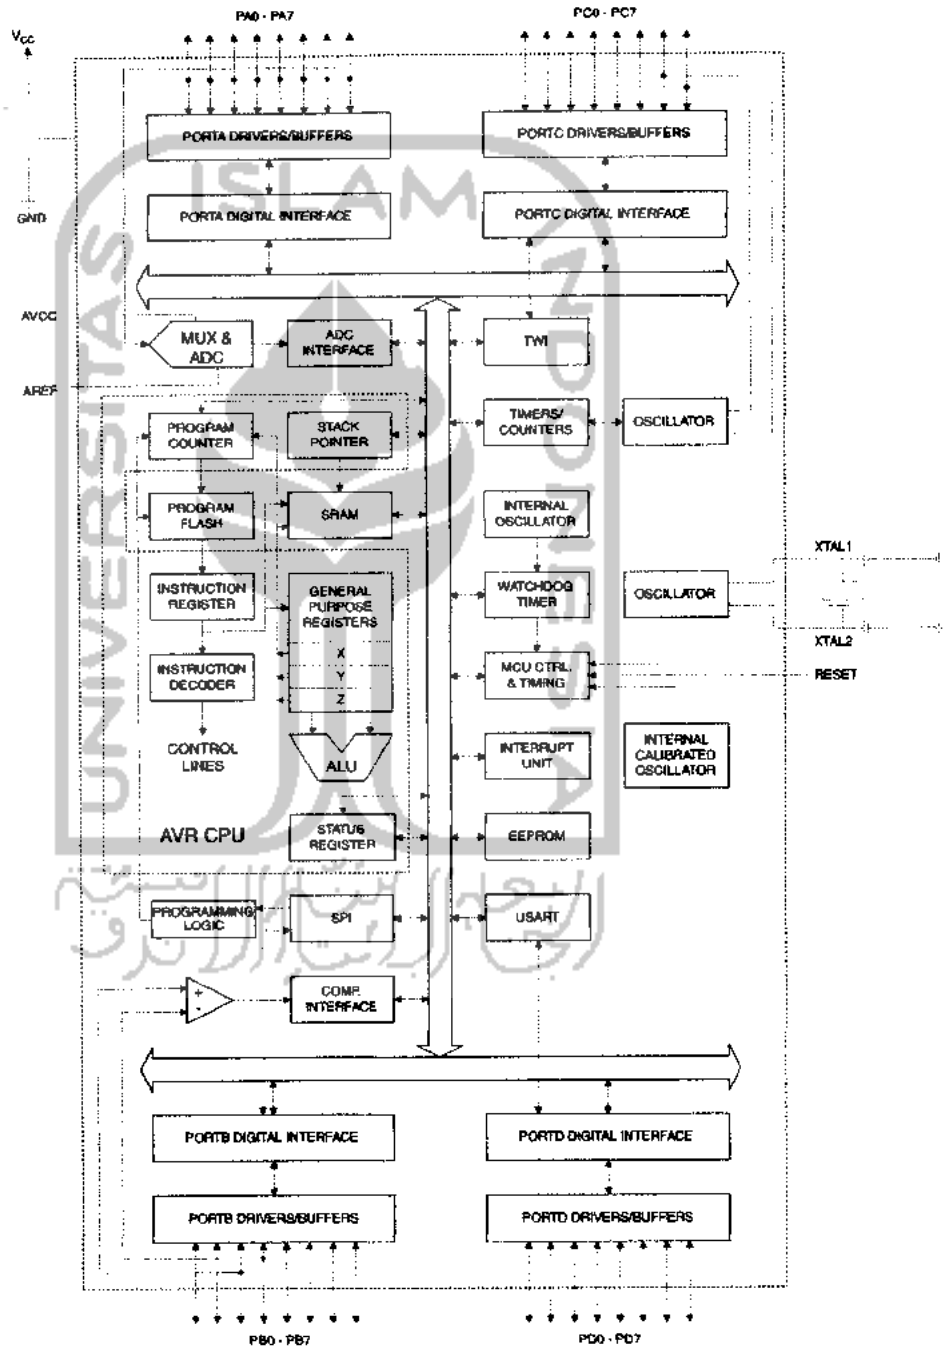 PA0 - PA7
PC0 - PC7
VCC
PORTA DRIVERS/BUFFERS
PORTC DRIVERS/BUFFERS
GND
PORTA DIGITAL INTERFACE
PORTC DIGITAL INTERFACE
AVCC
MUX &
ADC
ADC
INTERFACE
TWI
AREF
PROGRAM
COUNTER
STACK
POINTER
TIMERS/
COUNTERS
OSCILLATOR
PROGRAM
FLASH
SRAM
INTERNAL
OSCILLATOR
XTAL1
INSTRUCTION
REGISTER
GENERAL
PURPOSE
REGISTERS
WATCHDOG
TIMER
OSCILLATOR
XTAL2
X
INSTRUCTION
DECODER
Y
Z
MCU CTRL.
& TIMING
RESET
CONTROL
LINES
ALU
INTERRUPT
UNIT
INTERNAL
CALIBRATED
OSCILLATOR
AVR CPU
STATUS
REGISTER
EEPROM
PROGRAMMING
LOGIC
SPI
USART
+
-
COMP.
INTERFACE
PORTB DIGITAL INTERFACE
PORTD DIGITAL INTERFACE
PORTB DRIVERS/BUFFERS
PORTD DRIVERS/BUFFERS
PB0 - PB7
PD0 - PD7
UNIVERSITAS
ISLAM
INDONESIA